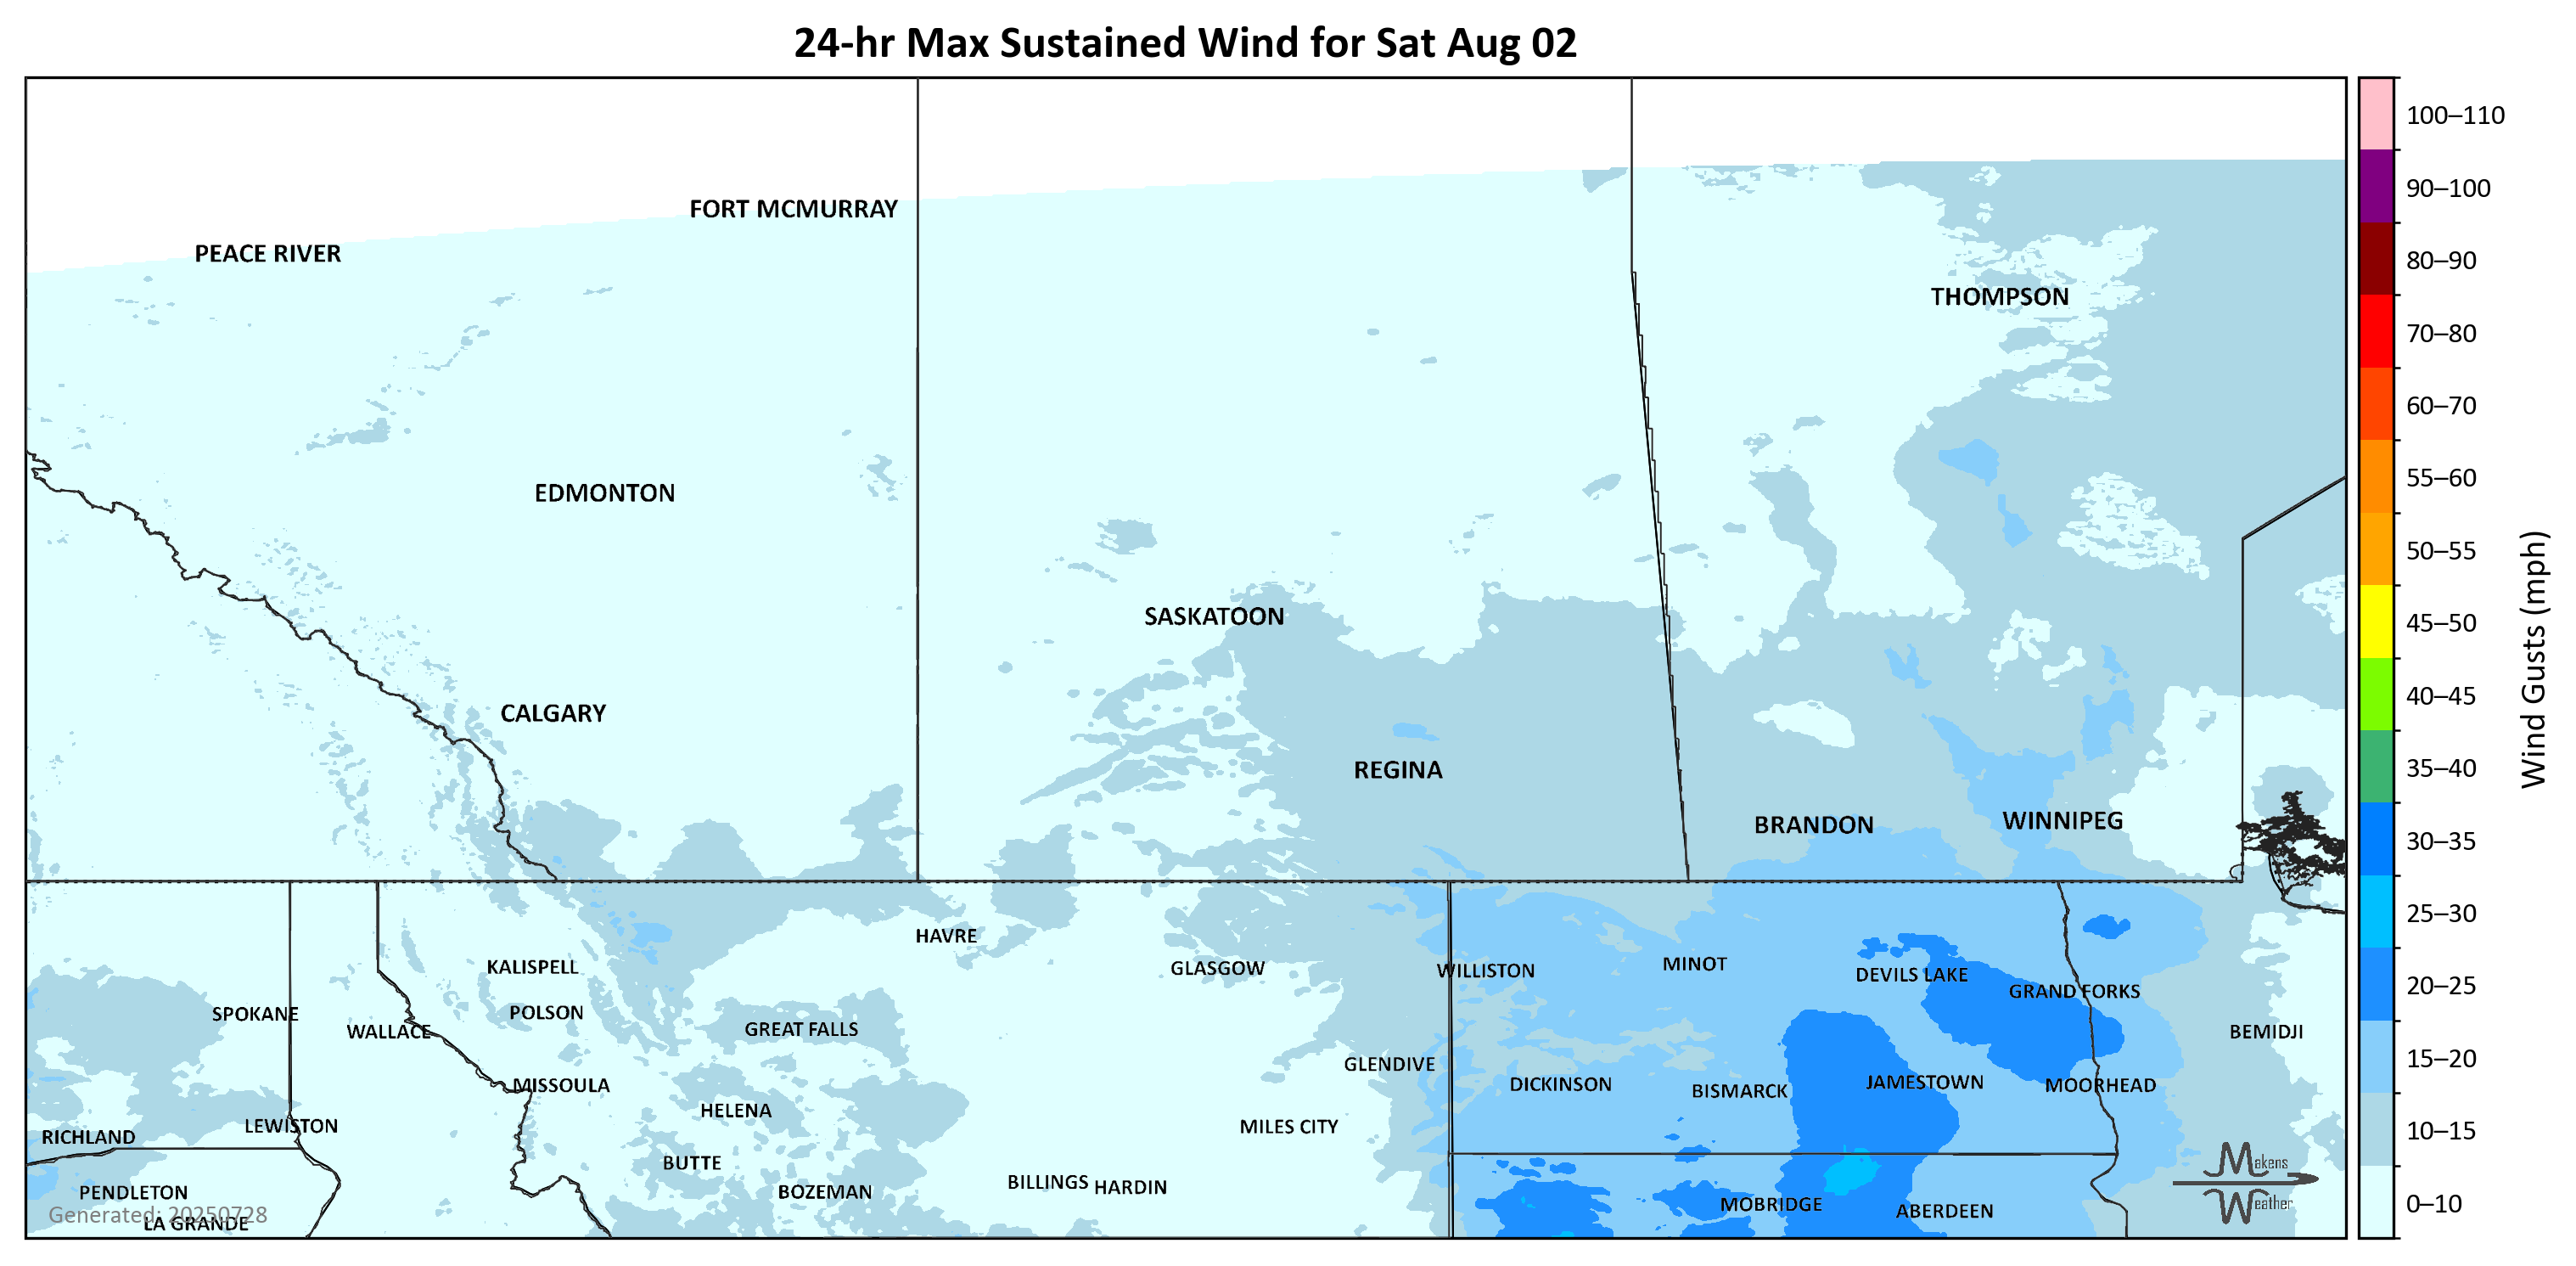 24-hr Max Sustained Wind for Sat Aug 02
100–110
90–100
80–90
70–80
60–70
55–60
50–55
45–50
40–45
35–40
30–35
25–30
20–25
15–20
10–15
0–10
Wind Gusts (mph)
FORT MCMURRAY
PEACE RIVER
THOMPSON
EDMONTON
SASKATOON
CALGARY
REGINA
BRANDON
WINNIPEG
HAVRE
KALISPELL
GLASGOW
WILLISTON
MINOT
DEVILS LAKE
GRAND FORKS
SPOKANE
POLSON
WALLACE
GREAT FALLS
BEMIDJI
GLENDIVE
MISSOULA
DICKINSON
BISMARCK
JAMESTOWN
MOORHEAD
HELENA
LEWISTON
MILES CITY
RICHLAND
BUTTE
PENDLETON
BOZEMAN
BILLINGS
HARDIN
MOBRIDGE
ABERDEEN
Generated: 20250728
LA GRANDE
Makens
Weather